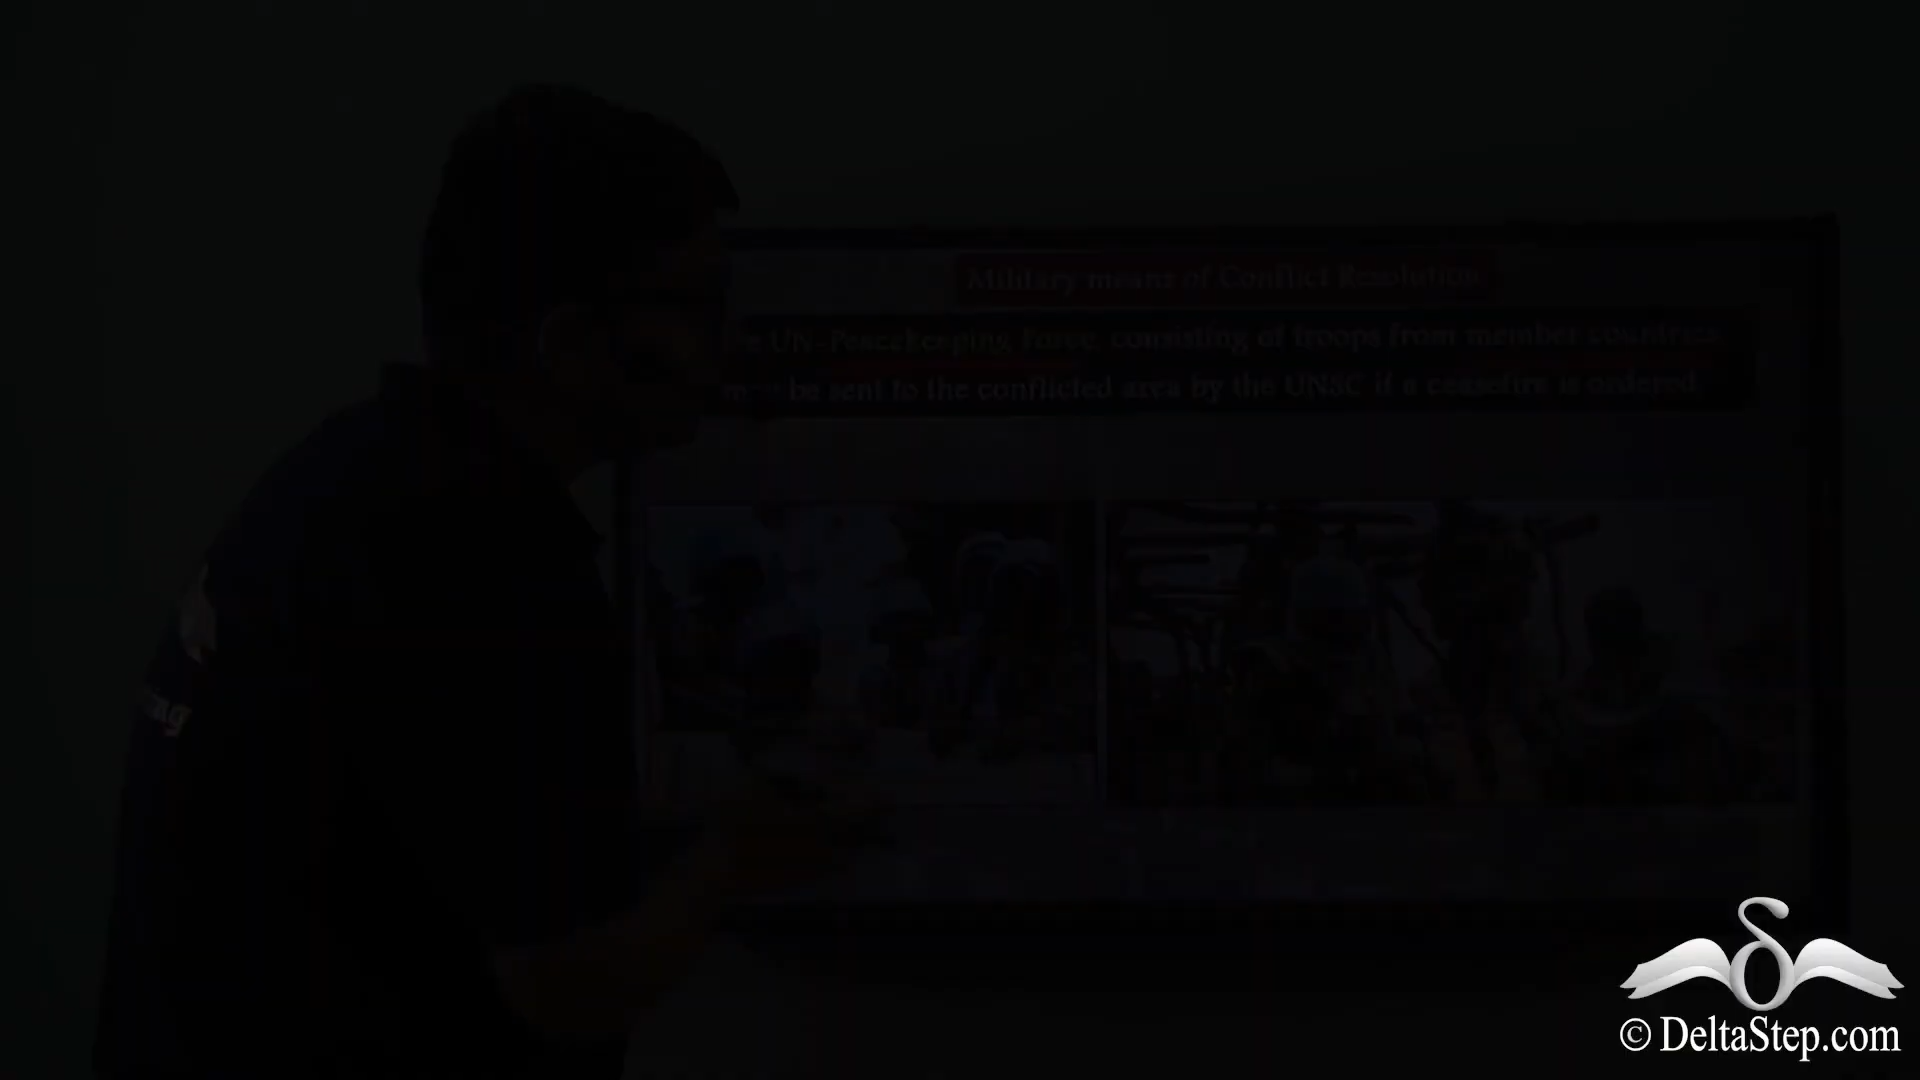 Military means of Conflict Resolution
UN-Peacekeeping Force, consisting of troops from member countries
be sent to the conflicted area by the UNSC if a ceasefire is ordered.
© DeltaStep.com